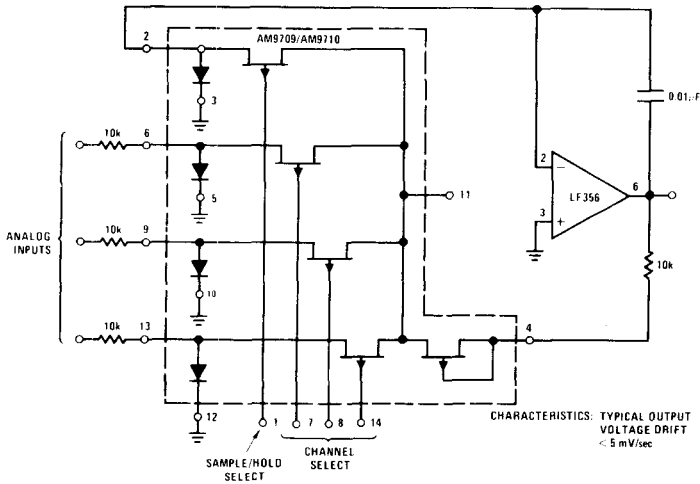 AM9709/AM9710
2
3
0.01μF
10k
6
5
2
6
LF356
3
11
ANALOG
INPUTS
10k
9
10
10k
10k
13
4
12
1
7
8
14
SAMPLE/HOLD
SELECT
CHANNEL
SELECT
CHARACTERISTICS: TYPICAL OUTPUT
VOLTAGE DRIFT
< 5 mV/sec